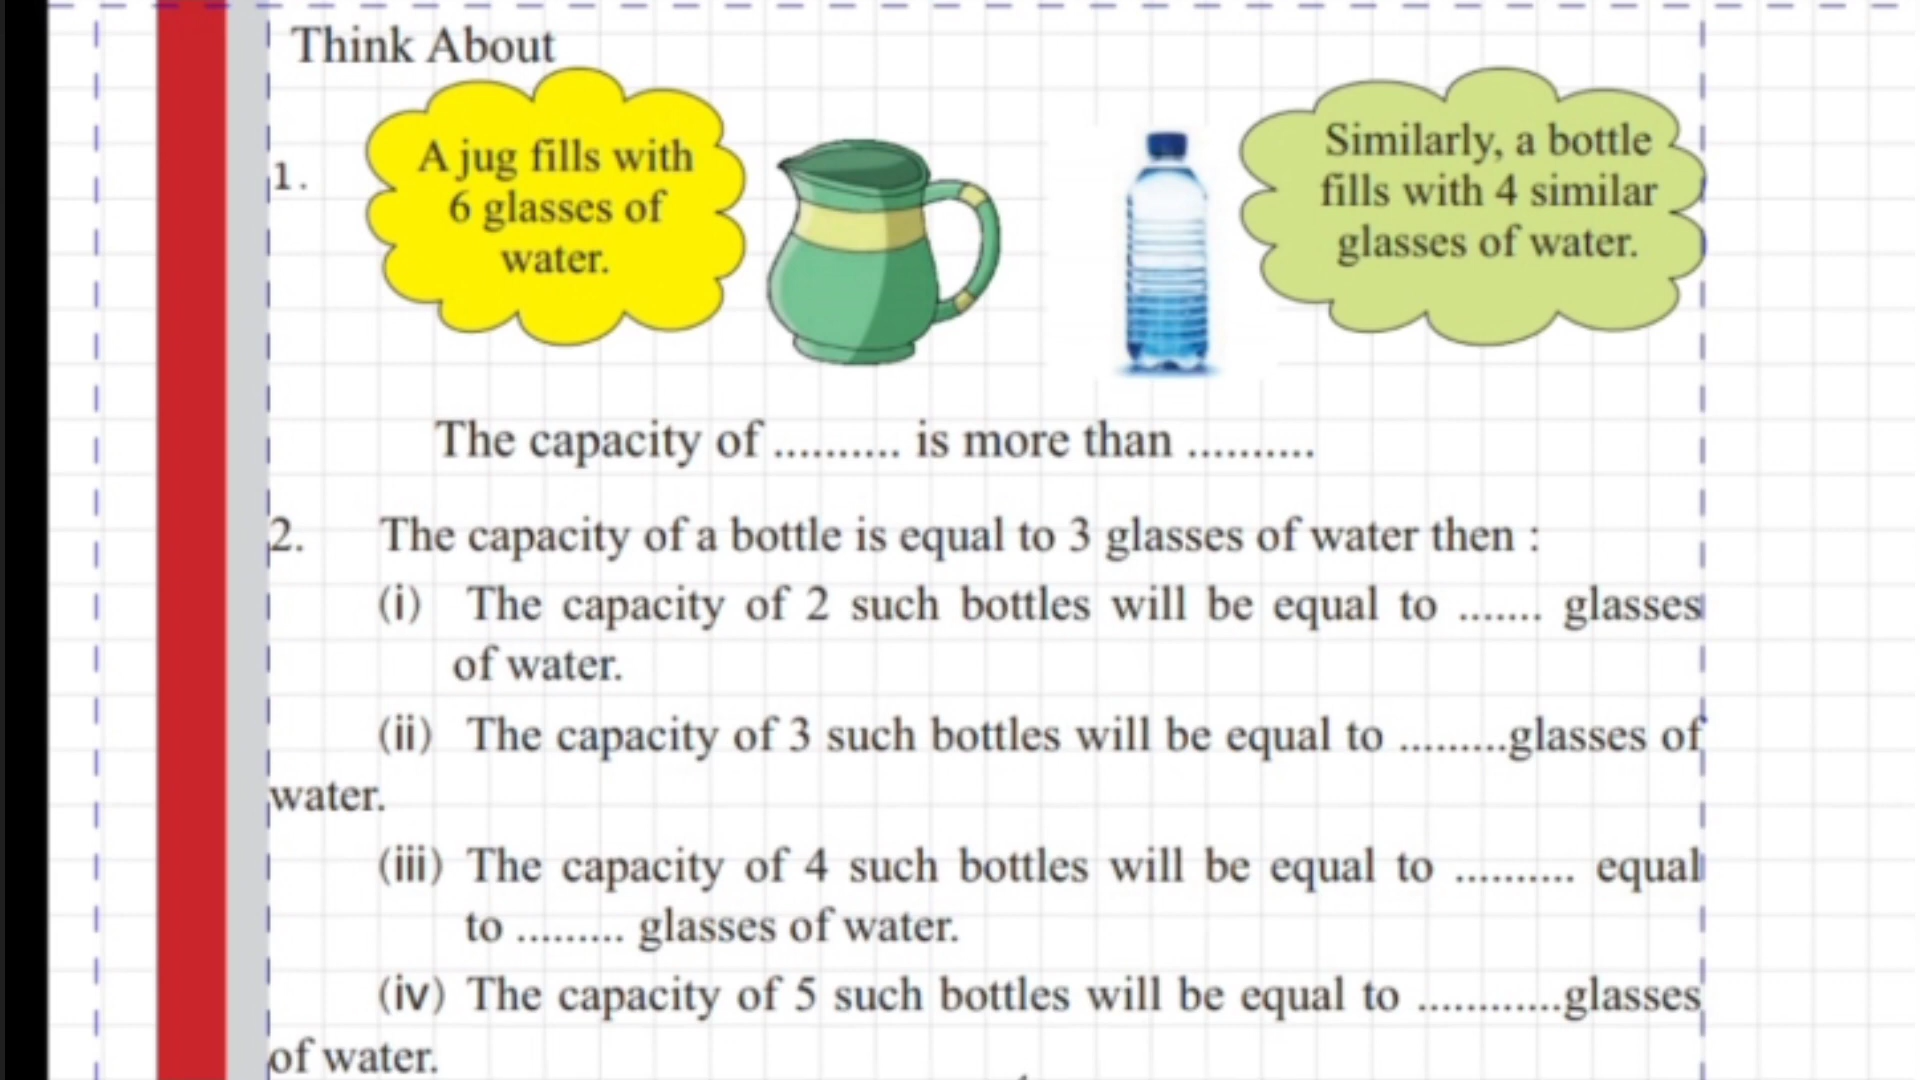 Think About
1.
A jug fills with
6 glasses of
water.
Similarly, a bottle
fills with 4 similar
glasses of water.
The capacity of .......... is more than ..........
2. The capacity of a bottle is equal to 3 glasses of water then :
(i) The capacity of 2 such bottles will be equal to ....... glasses
of water.
(ii) The capacity of 3 such bottles will be equal to .........glasses of
water.
(iii) The capacity of 4 such bottles will be equal to .......... equal
to ......... glasses of water.
(iv) The capacity of 5 such bottles will be equal to ............glasses
of water.